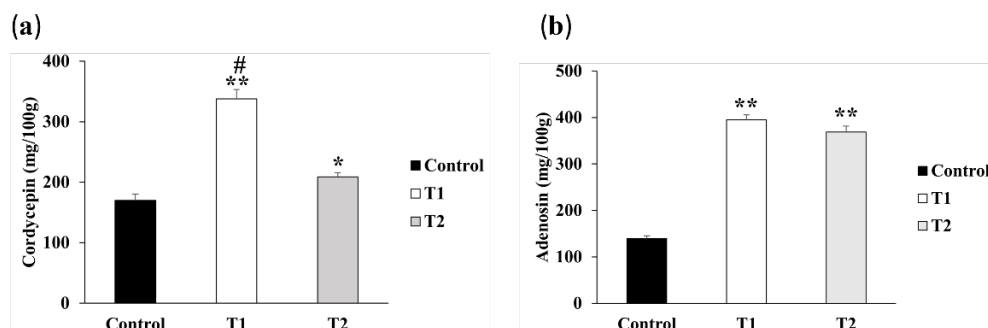 (a)
Cordycepin (mg/100g)
400
300
200
100
0
#
**
*
Control
T1
T2
Control
T1
T2
(b)
Adenosin (mg/100g)
500
400
300
200
100
0
**
**
Control
T1
T2
Control
T1
T2